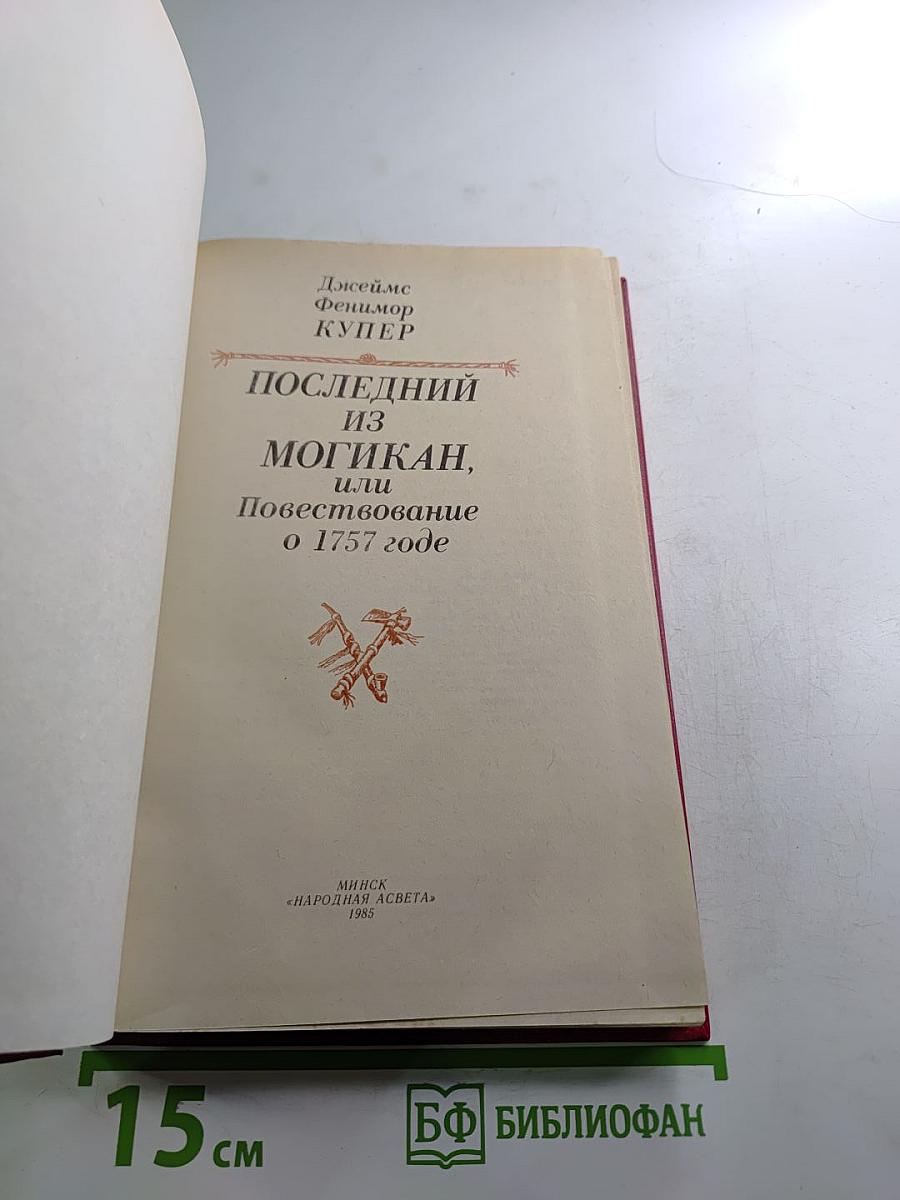 Джеймс
Фенимор
КУПЕР
ПОСЛЕДНИЙ
ИЗ
МОГИКАН,
или
Повествование
о 1757 годе
МИНСК
«НАРОДНАЯ АСВЕТА»
1985
15 см
БФ БИБЛИОФАН